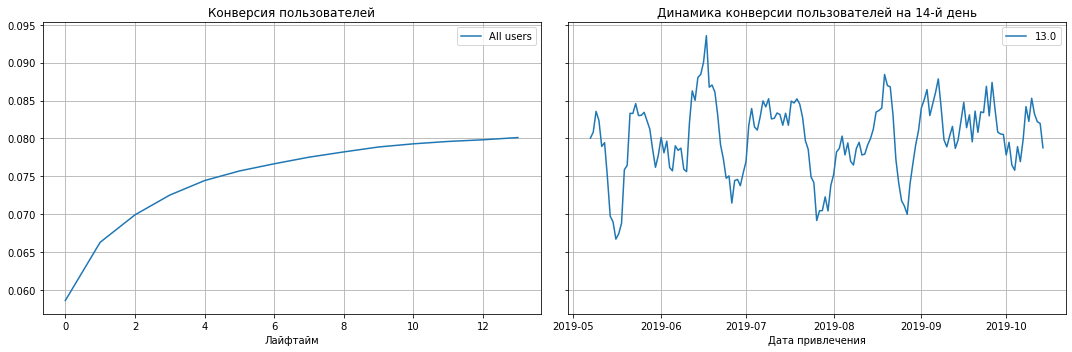 Конверсия пользователей
All users
0.095
0.090
0.085
0.080
0.075
0.070
0.065
0.060
0 2 4 6 8 10 12
Лайфтайм
Динамика конверсии пользователей на 14-й день
13.0
2019-05 2019-06 2019-07 2019-08 2019-09 2019-10
Дата привлечения